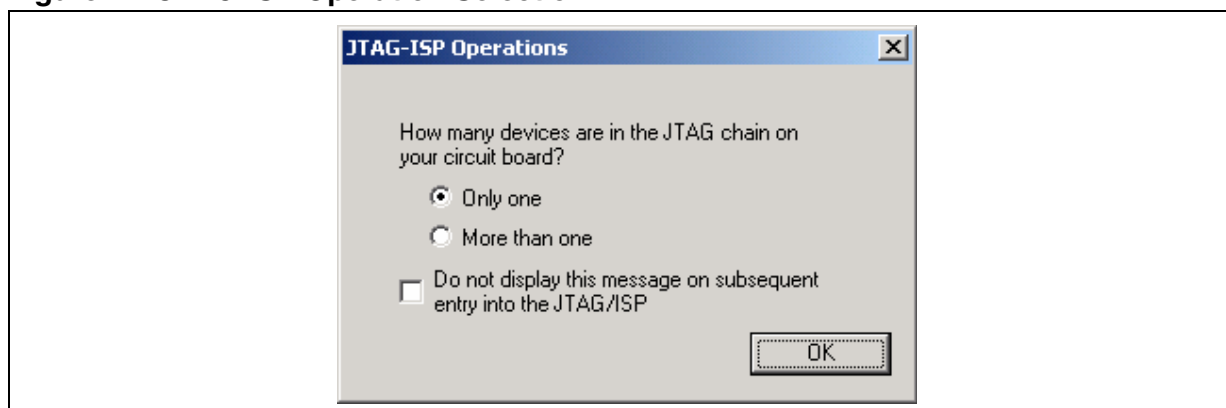 JTAG-ISP Operations
How many devices are in the JTAG chain on
your circuit board?
Only one
More than one
Do not display this message on subsequent
entry into the JTAG/ISP
OK